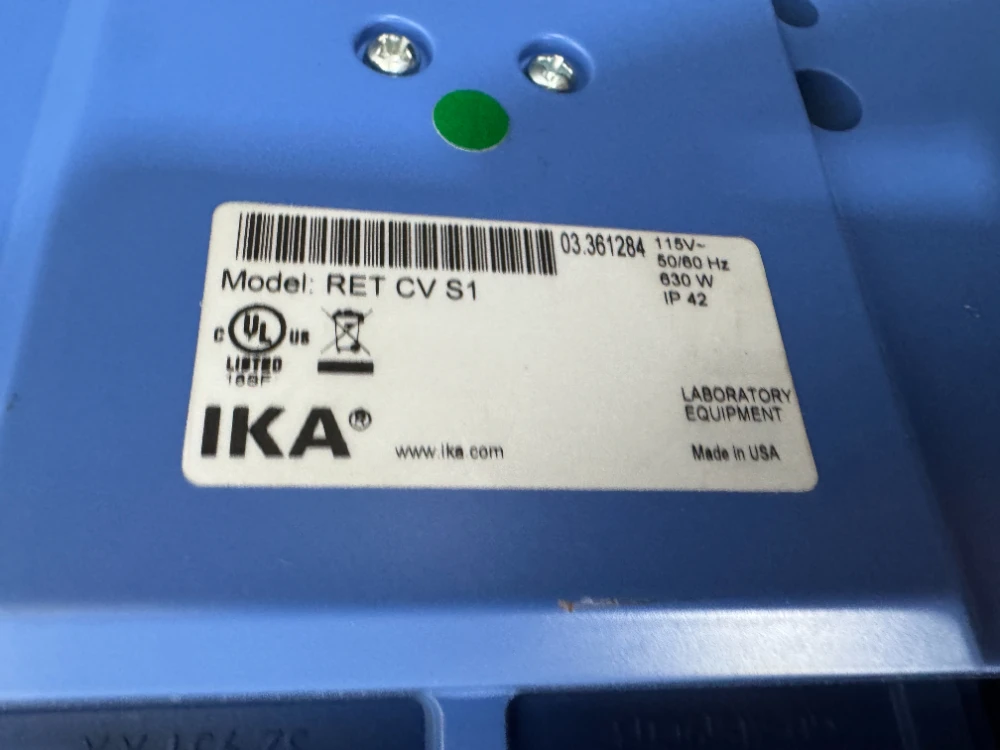 03.361284
115V~
50/60 Hz
630 W
IP 42
Model: RET CV S1
C UL US
LISTED
IKA®
www.ika.com
LABORATORY
EQUIPMENT
Made in USA